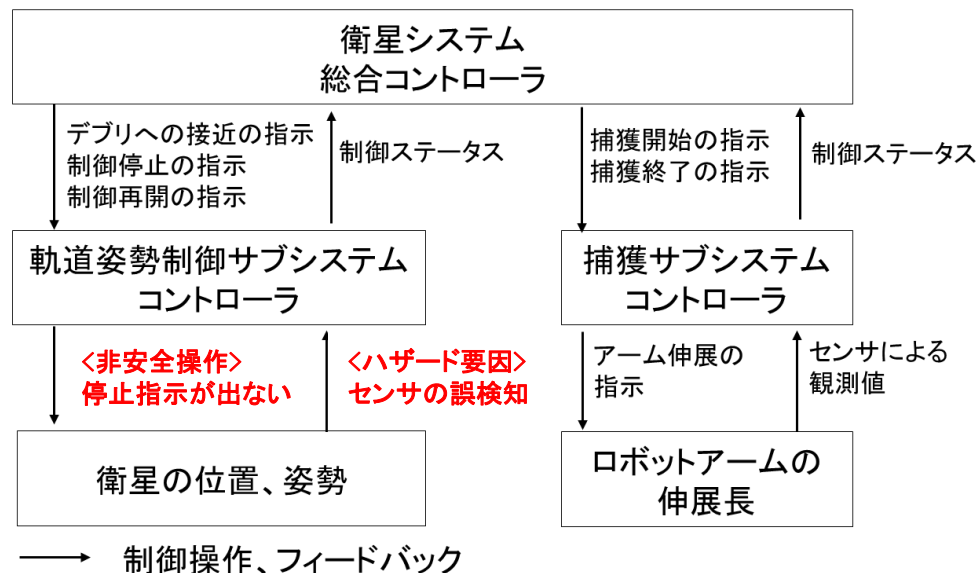 衛星システム
総合コントローラ
デブリへの接近の指示
制御停止の指示
制御再開の指示
制御ステータス
捕獲開始の指示
捕獲終了の指示
制御ステータス
軌道姿勢制御サブシステム
コントローラ
捕獲サブシステム
コントローラ
<非安全操作>
停止指示が出ない
<ハザード要因>
センサの誤検知
アーム伸展の
指示
センサによる
観測値
衛星の位置、姿勢
ロボットアームの
伸展長
制御操作、フィードバック